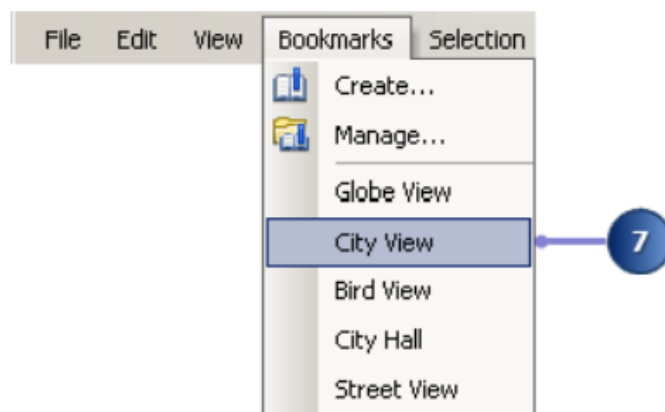 File Edit View Bookmarks Selection
Create...
Manage...
Globe View
City View
7
Bird View
City Hall
Street View